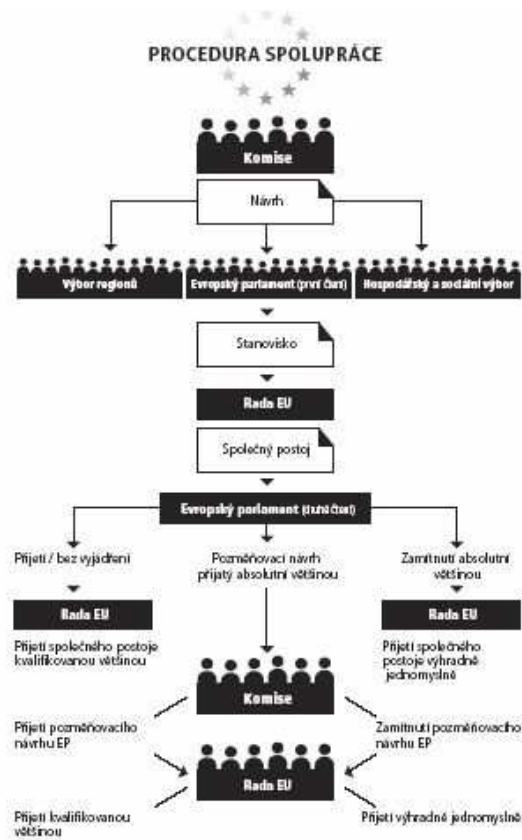 PROCEDURA SPOLUPRÁCE
Komise
Návrh
Výbor regionů
Evropský parlament (první čtení)
Hospodářský a sociální výbor
Stanovisko
Rada EU
Společný postoj
Evropský parlament (druhé čtení)
Přijetí / bez vyjádření
Pozměňovací návrh
přijatý absolutní většinou
Zamítnutí absolutní
většinou
Rada EU
Rada EU
Přijetí společného postoje
kvalifikovanou většinou
Přijetí společného
postoje výhradně
jednomyslně
Komise
Přijetí pozměňovacího
návrhu EP
Zamítnutí pozměňovacího
návrhu EP
Rada EU
Přijetí kvalifikovanou
většinou
Přijetí výhradně jednomyslně